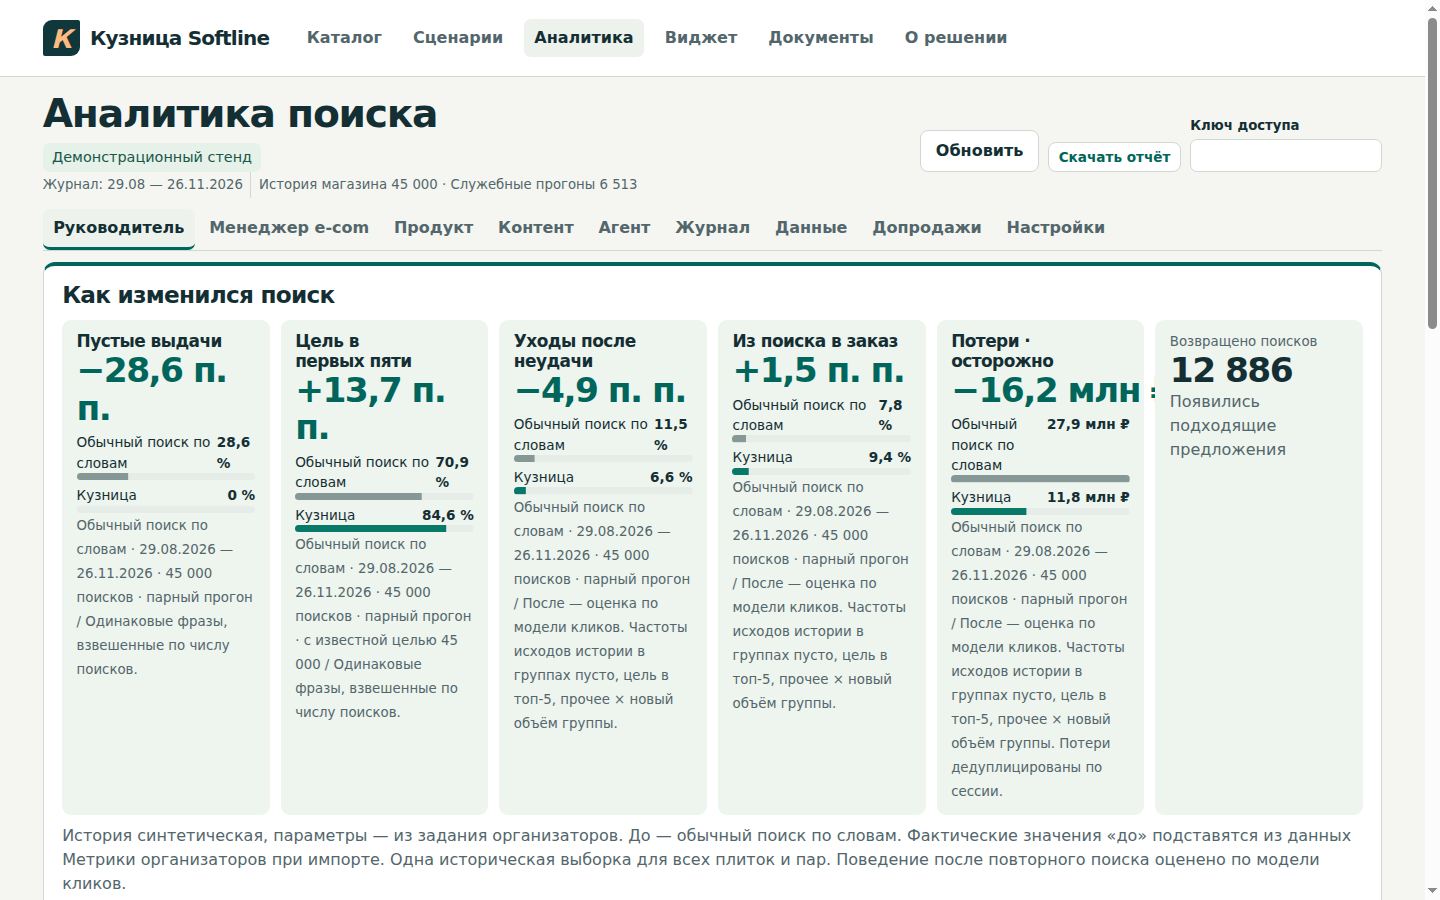 К Кузница Softline
Каталог Сценарии Аналитика Виджет Документы О решении
Аналитика поиска
Демонстрационный стенд
Журнал: 29.08 — 26.11.2026 История магазина 45 000 · Служебные прогоны 6 513
Обновить
Скачать отчёт
Ключ доступа
Руководитель Менеджер e-com Продукт Контент Агент Журнал Данные Допродажи Настройки
Как изменился поиск
Пустые выдачи
−28,6 п.
п.
Обычный поиск по 28,6
словам %
Кузница 0 %
Обычный поиск по
словам · 29.08.2026 —
26.11.2026 · 45 000
поисков · парный прогон
/ Одинаковые фразы,
взвешенные по числу
поисков.
Цель в
первых пяти
+13,7 п.
п.
Обычный поиск по 70,9
словам %
Кузница 84,6 %
Обычный поиск по
словам · 29.08.2026 —
26.11.2026 · 45 000
поисков · парный прогон
· с известной целью 45
000 / Одинаковые
фразы, взвешенные по
числу поисков.
Уходы после
неудачи
−4,9 п. п.
Обычный поиск по 11,5
словам %
Кузница 6,6 %
Обычный поиск по
словам · 29.08.2026 —
26.11.2026 · 45 000
поисков · парный прогон
/ После — оценка по
модели кликов. Частоты
исходов истории в
группах пусто, цель в
топ-5, прочее × новый
объём группы.
Из поиска в заказ
+1,5 п. п.
Обычный поиск по 7,8
словам %
Кузница 9,4 %
Обычный поиск по
словам · 29.08.2026 —
26.11.2026 · 45 000
поисков · парный прогон
/ После — оценка по
модели кликов. Частоты
исходов истории в
группах пусто, цель в
топ-5, прочее × новый
объём группы.
Потери ·
осторожно
−16,2 млн
Обычный 27,9 млн ₽
поиск по
словам
Кузница 11,8 млн ₽
Обычный поиск по
словам · 29.08.2026 —
26.11.2026 · 45 000
поисков · парный прогон
/ После — оценка по
модели кликов. Частоты
исходов истории в
группах пусто, цель в
топ-5, прочее × новый
объём группы. Потери
дедуплицированы по
сессии.
Возвращено поисков
12 886
Появились
подходящие
предложения
История синтетическая, параметры — из задания организаторов. До — обычный поиск по словам. Фактические значения «до» подставятся из данных
Метрики организаторов при импорте. Одна историческая выборка для всех плиток и пар. Поведение после повторного поиска оценено по модели
кликов.